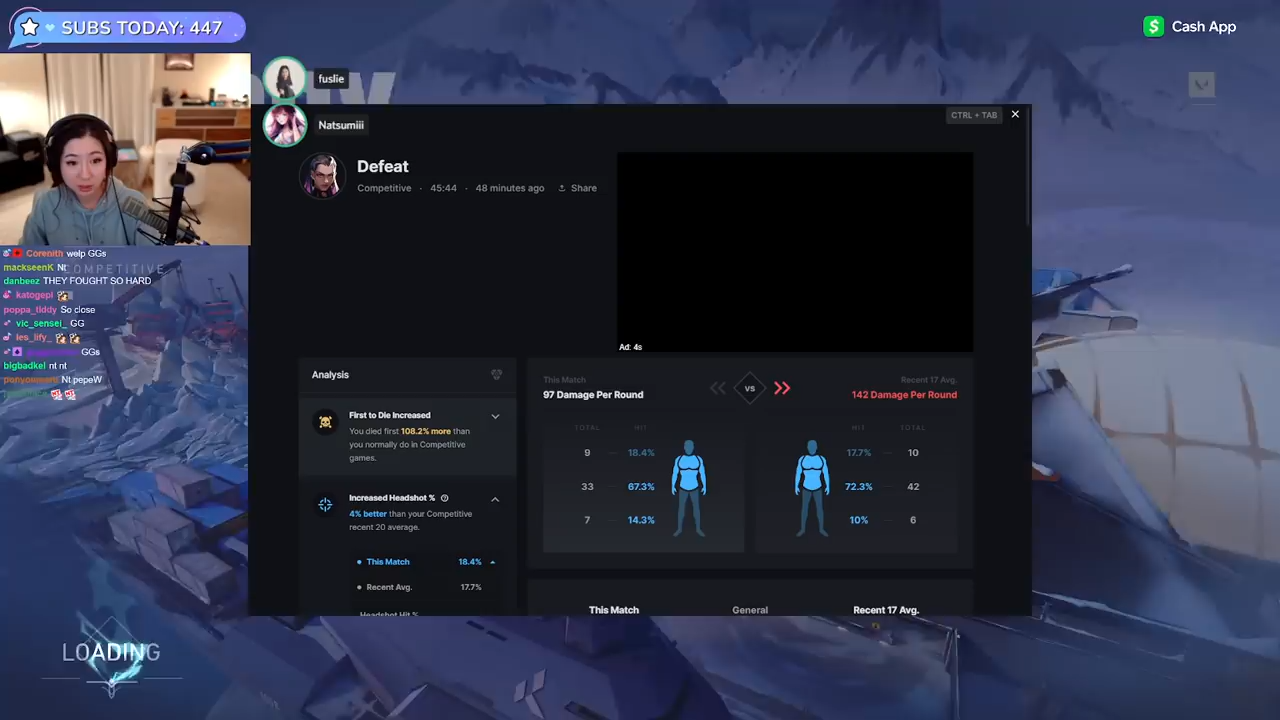 SUBS TODAY: 447
Cash App
fuslie
Natsumiii
CTRL + TAB
Defeat
Competitive · 45:44 · 48 minutes ago · Share
Corenith welp GGs
mackseenK Nt
COMPETITIVE
danbeez THEY FOUGHT SO HARD
katogepi
poppa_tiddy So close
vic_sensei_ GG
les_lify_
GGs
bigbadkel nt nt
Nt pepeW
Ad: 4s
Analysis
First to Die Increased
You died first 108.2% more than
you normally do in Competitive
games.
Increased Headshot %
4% better than your Competitive
recent 20 average.
This Match 18.4%
Recent Avg. 17.7%
Headshot Hit %
This Match
97 Damage Per Round
VS
Recent 17 Avg.
142 Damage Per Round
TOTAL HIT
HIT TOTAL
9 18.4%
17.7% 10
33 67.3%
72.3% 42
7 14.3%
10% 6
This Match General Recent 17 Avg.
LOADING